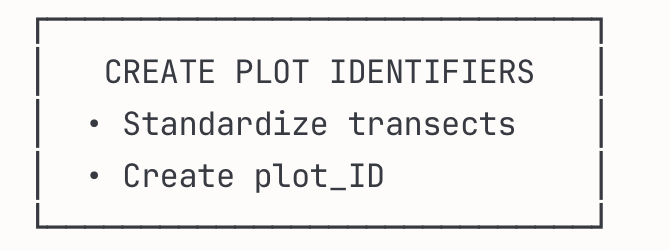 CREATE PLOT IDENTIFIERS
• Standardize transects
• Create plot_ID